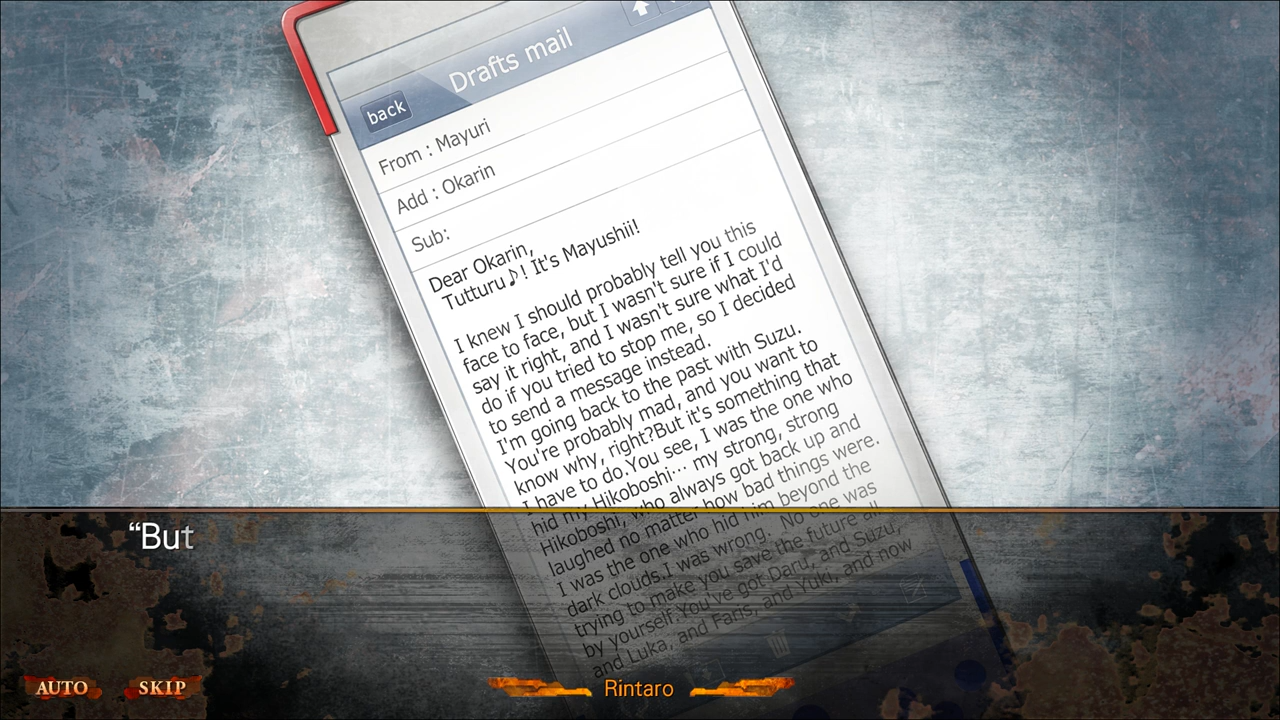 Drafts mail
back
From : Mayuri
Add : Okarin
Sub:
Dear Okarin,
Tutturu♪! It's Mayushii!
I knew I should probably tell you this
face to face, but I wasn't sure if I could
say it right, and I wasn't sure what I'd
do if you tried to stop me, so I decided
to send a message instead.
I'm going back to the past with Suzu.
You're probably mad, and you want to
know why, right?But it's something that
I have to do.You see, I was the one who
hid my Hikoboshi… my strong, strong
Hikoboshi, who always got back up and
laughed no matter how bad things were.
I was the one who hid him beyond the
dark clouds.I was wrong. No one was
trying to make you save the future all
by yourself.You've got Daru, and Suzu,
and Luka, and Faris, and Yuki, and now
“But
AUTO
SKIP
Rintaro